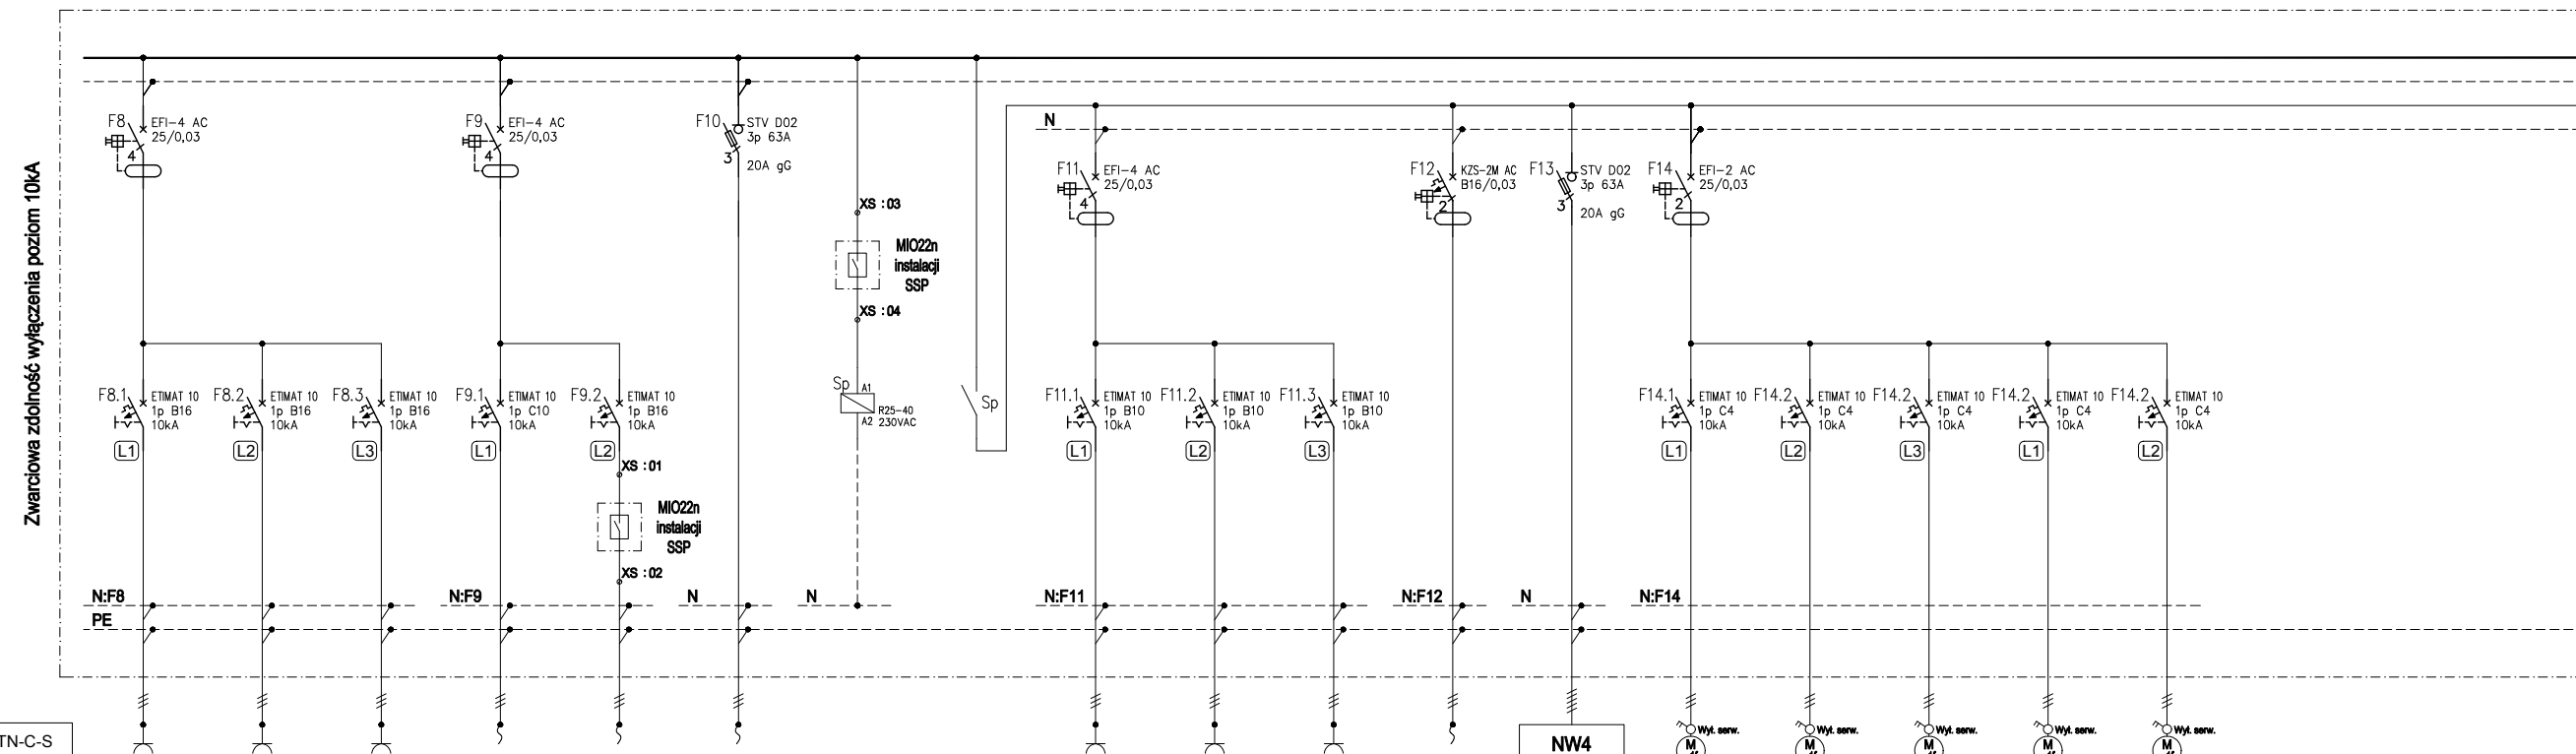 Zwarciowa zdolność wyłączenia poziom 10kA
F8
EFI-4 AC
25/0,03
4
F9
EFI-4 AC
25/0,03
4
F10
STV D02
3p 63A
3
20A gG
XS :03
MIO22n
instalacji
SSP
XS :04
N
F11
EFI-4 AC
25/0,03
4
F12
KZS-2M AC
B16/0,03
2
F13
STV D02
3p 63A
3
20A gG
F14
EFI-2 AC
25/0,03
2
F8.1
ETIMAT 10
1p B16
10kA
L1
F8.2
ETIMAT 10
1p B16
10kA
L2
F8.3
ETIMAT 10
1p B16
10kA
L3
F9.1
ETIMAT 10
1p C10
10kA
L1
F9.2
ETIMAT 10
1p B16
10kA
L2
XS :01
MIO22n
instalacji
SSP
XS :02
Sp
A1
R25-40
A2 230VAC
Sp
F11.1
ETIMAT 10
1p B10
10kA
L1
F11.2
ETIMAT 10
1p B10
10kA
L2
F11.3
ETIMAT 10
1p B10
10kA
L3
F14.1
ETIMAT 10
1p C4
10kA
L1
F14.2
ETIMAT 10
1p C4
10kA
L2
F14.2
ETIMAT 10
1p C4
10kA
L3
F14.2
ETIMAT 10
1p C4
10kA
L1
F14.2
ETIMAT 10
1p C4
10kA
L2
N:F8
N:F9
N
N
N:F11
N:F12
N
N:F14
PE
TN-C-S
NW4
Wył. serw.
M
Wył. serw.
M
Wył. serw.
M
Wył. serw.
M
Wył. serw.
M